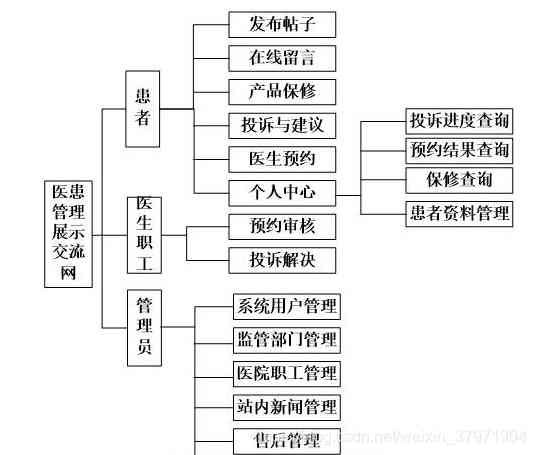 发布帖子
在线留言
产品保修
投诉与建议
医生预约
个人中心
患者
投诉进度查询
预约结果查询
保修查询
患者资料管理
医患
管理
展示
交流
网
医生职工
预约审核
投诉解决
管理员
系统用户管理
监管部门管理
医院职工管理
站内新闻管理
售后管理
csdn.net/weixin_37971904